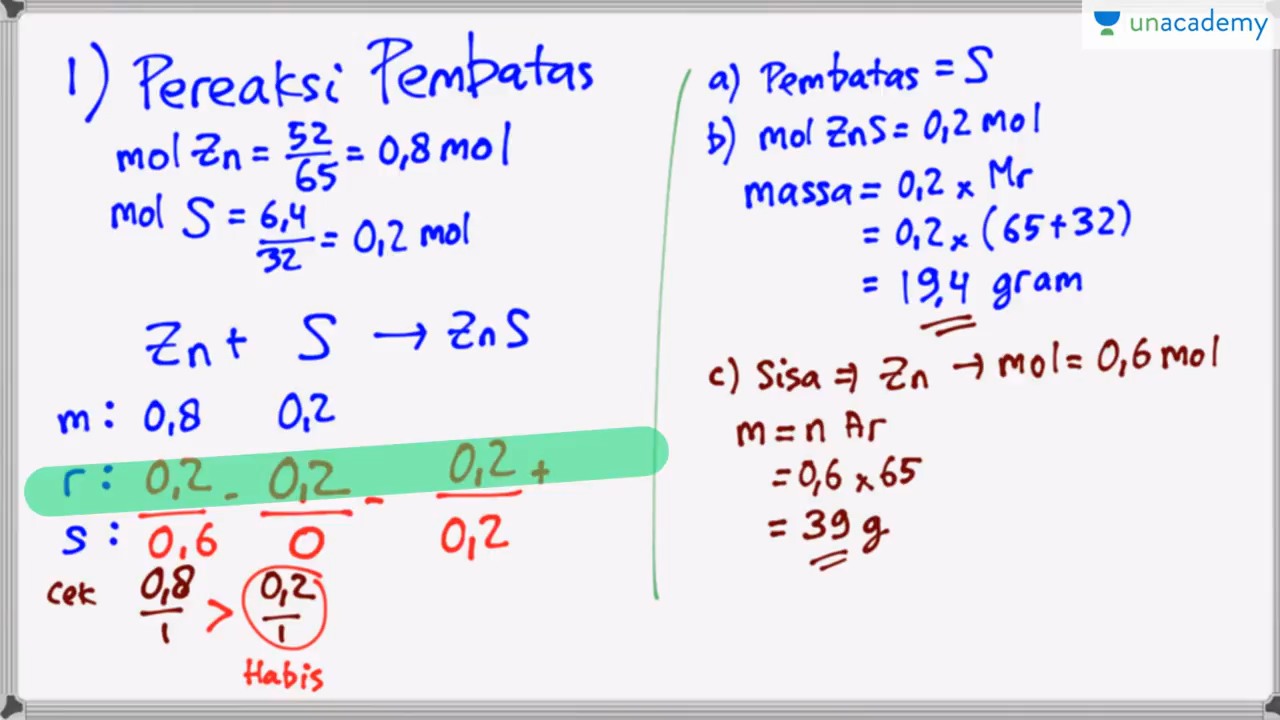 unacademy
1) Pereaksi Pembatas
mol Zn = 52/65 = 0,8 mol
mol S = 6,4/32 = 0,2 mol
Zn + S → ZnS
m : 0,8 0,2
r : 0,2 - 0,2 - 0,2 +
s : 0,6 0 0,2
cek 0,8/1 > 0,2/1
Habis
a) Pembatas = S
b) mol ZnS = 0,2 mol
massa = 0,2 x Mr
= 0,2 x (65+32)
= 19,4 gram
c) Sisa ⇒ Zn → mol = 0,6 mol
m = n Ar
= 0,6 x 65
= 39 g